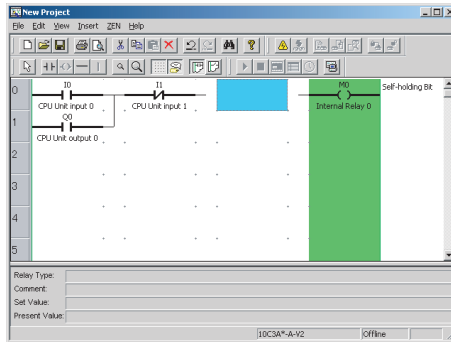 New Project
File Edit View Insert ZEN Help
0
I0
I1
M0
Self-holding Bit
CPU Unit input 0
CPU Unit input 1
Internal Relay 0
1
Q0
CPU Unit output 0
2
3
4
5
Relay Type:
Comment:
Set Value:
Present Value:
10C3A*-A-V2
Offline